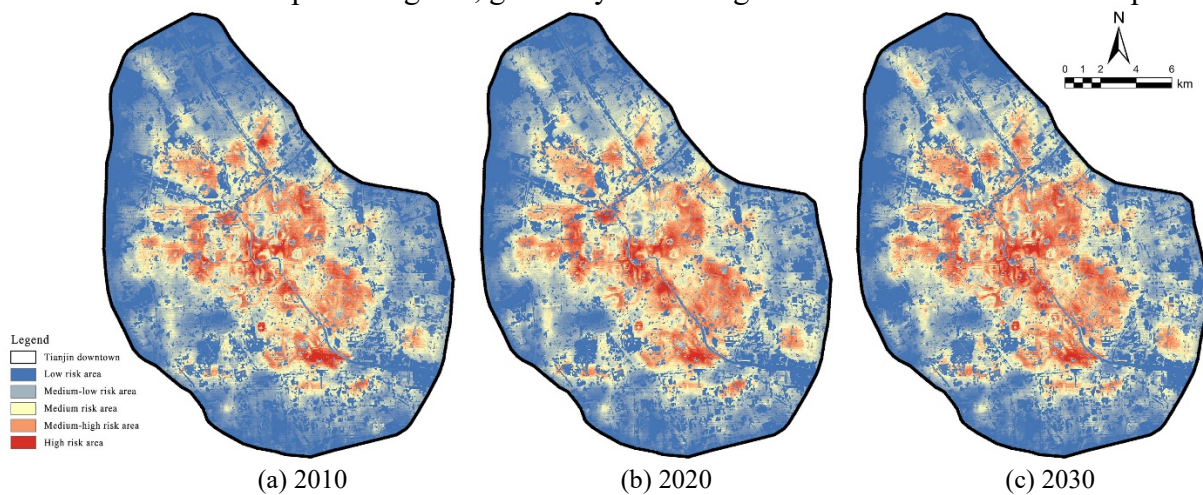 N
0 1 2 4 6
km
Legend
Tianjin downtown
Low risk area
Medium-low risk area
Medium risk area
Medium-high risk area
High risk area
(a) 2010 (b) 2020 (c) 2030